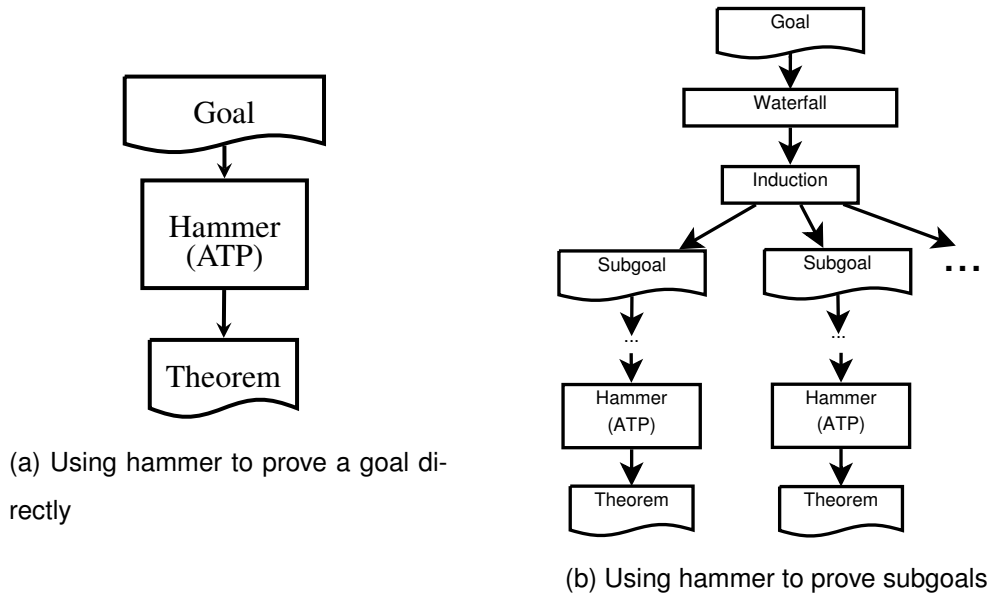 Goal
Hammer
(ATP)
Theorem
(a) Using hammer to prove a goal di-
rectly
Goal
Waterfall
Induction
Subgoal
Subgoal
...
...
...
Hammer
(ATP)
Hammer
(ATP)
Theorem
Theorem
(b) Using hammer to prove subgoals